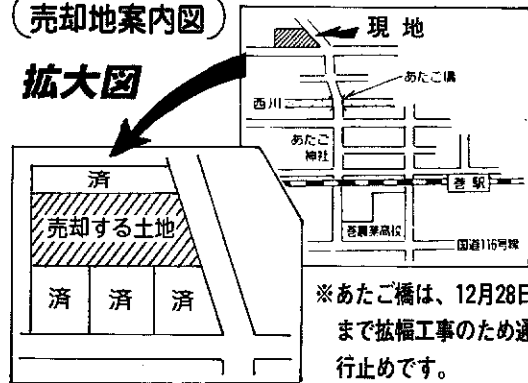 (売却地案内図)
拡大図
現地
あたご橋
西川
あたご
神社
巻駅
巻農業高校
国道116号線
済
売却する土地
済 済 済
※あたご橋は、12月28日
まで拡幅工事のため通
行止めです。